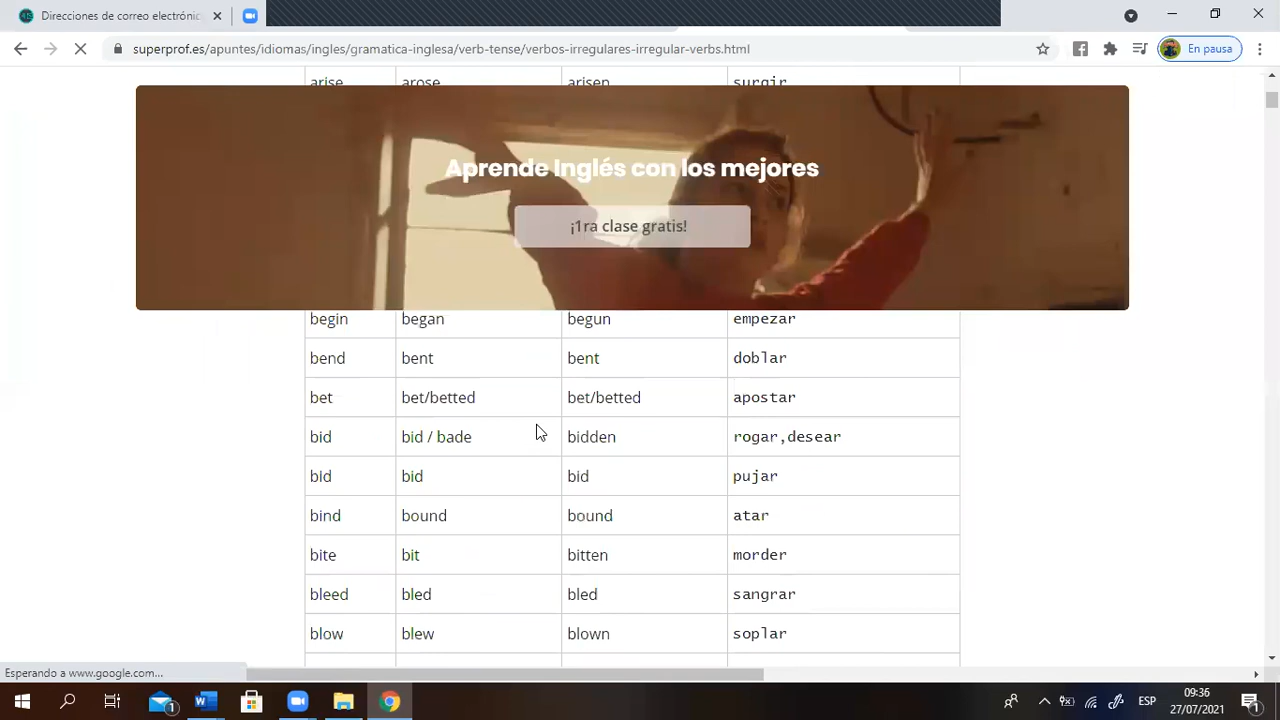 Direcciones de correo electrónic
superprof.es/apuntes/idiomas/ingles/gramatica-inglesa/verb-tense/verbos-irregulares-irregular-verbs.html
En pausa
arise arose arisen surgir
Aprende Inglés con los mejores
¡1ra clase gratis!
begin began begun empezar
bend bent bent doblar
bet bet/betted bet/betted apostar
bid bid / bade bidden rogar,desear
bid bid bid pujar
bind bound bound atar
bite bit bitten morder
bleed bled bled sangrar
blow blew blown soplar
Esperando a www.google.com...
1
ESP
09:36
27/07/2021
1